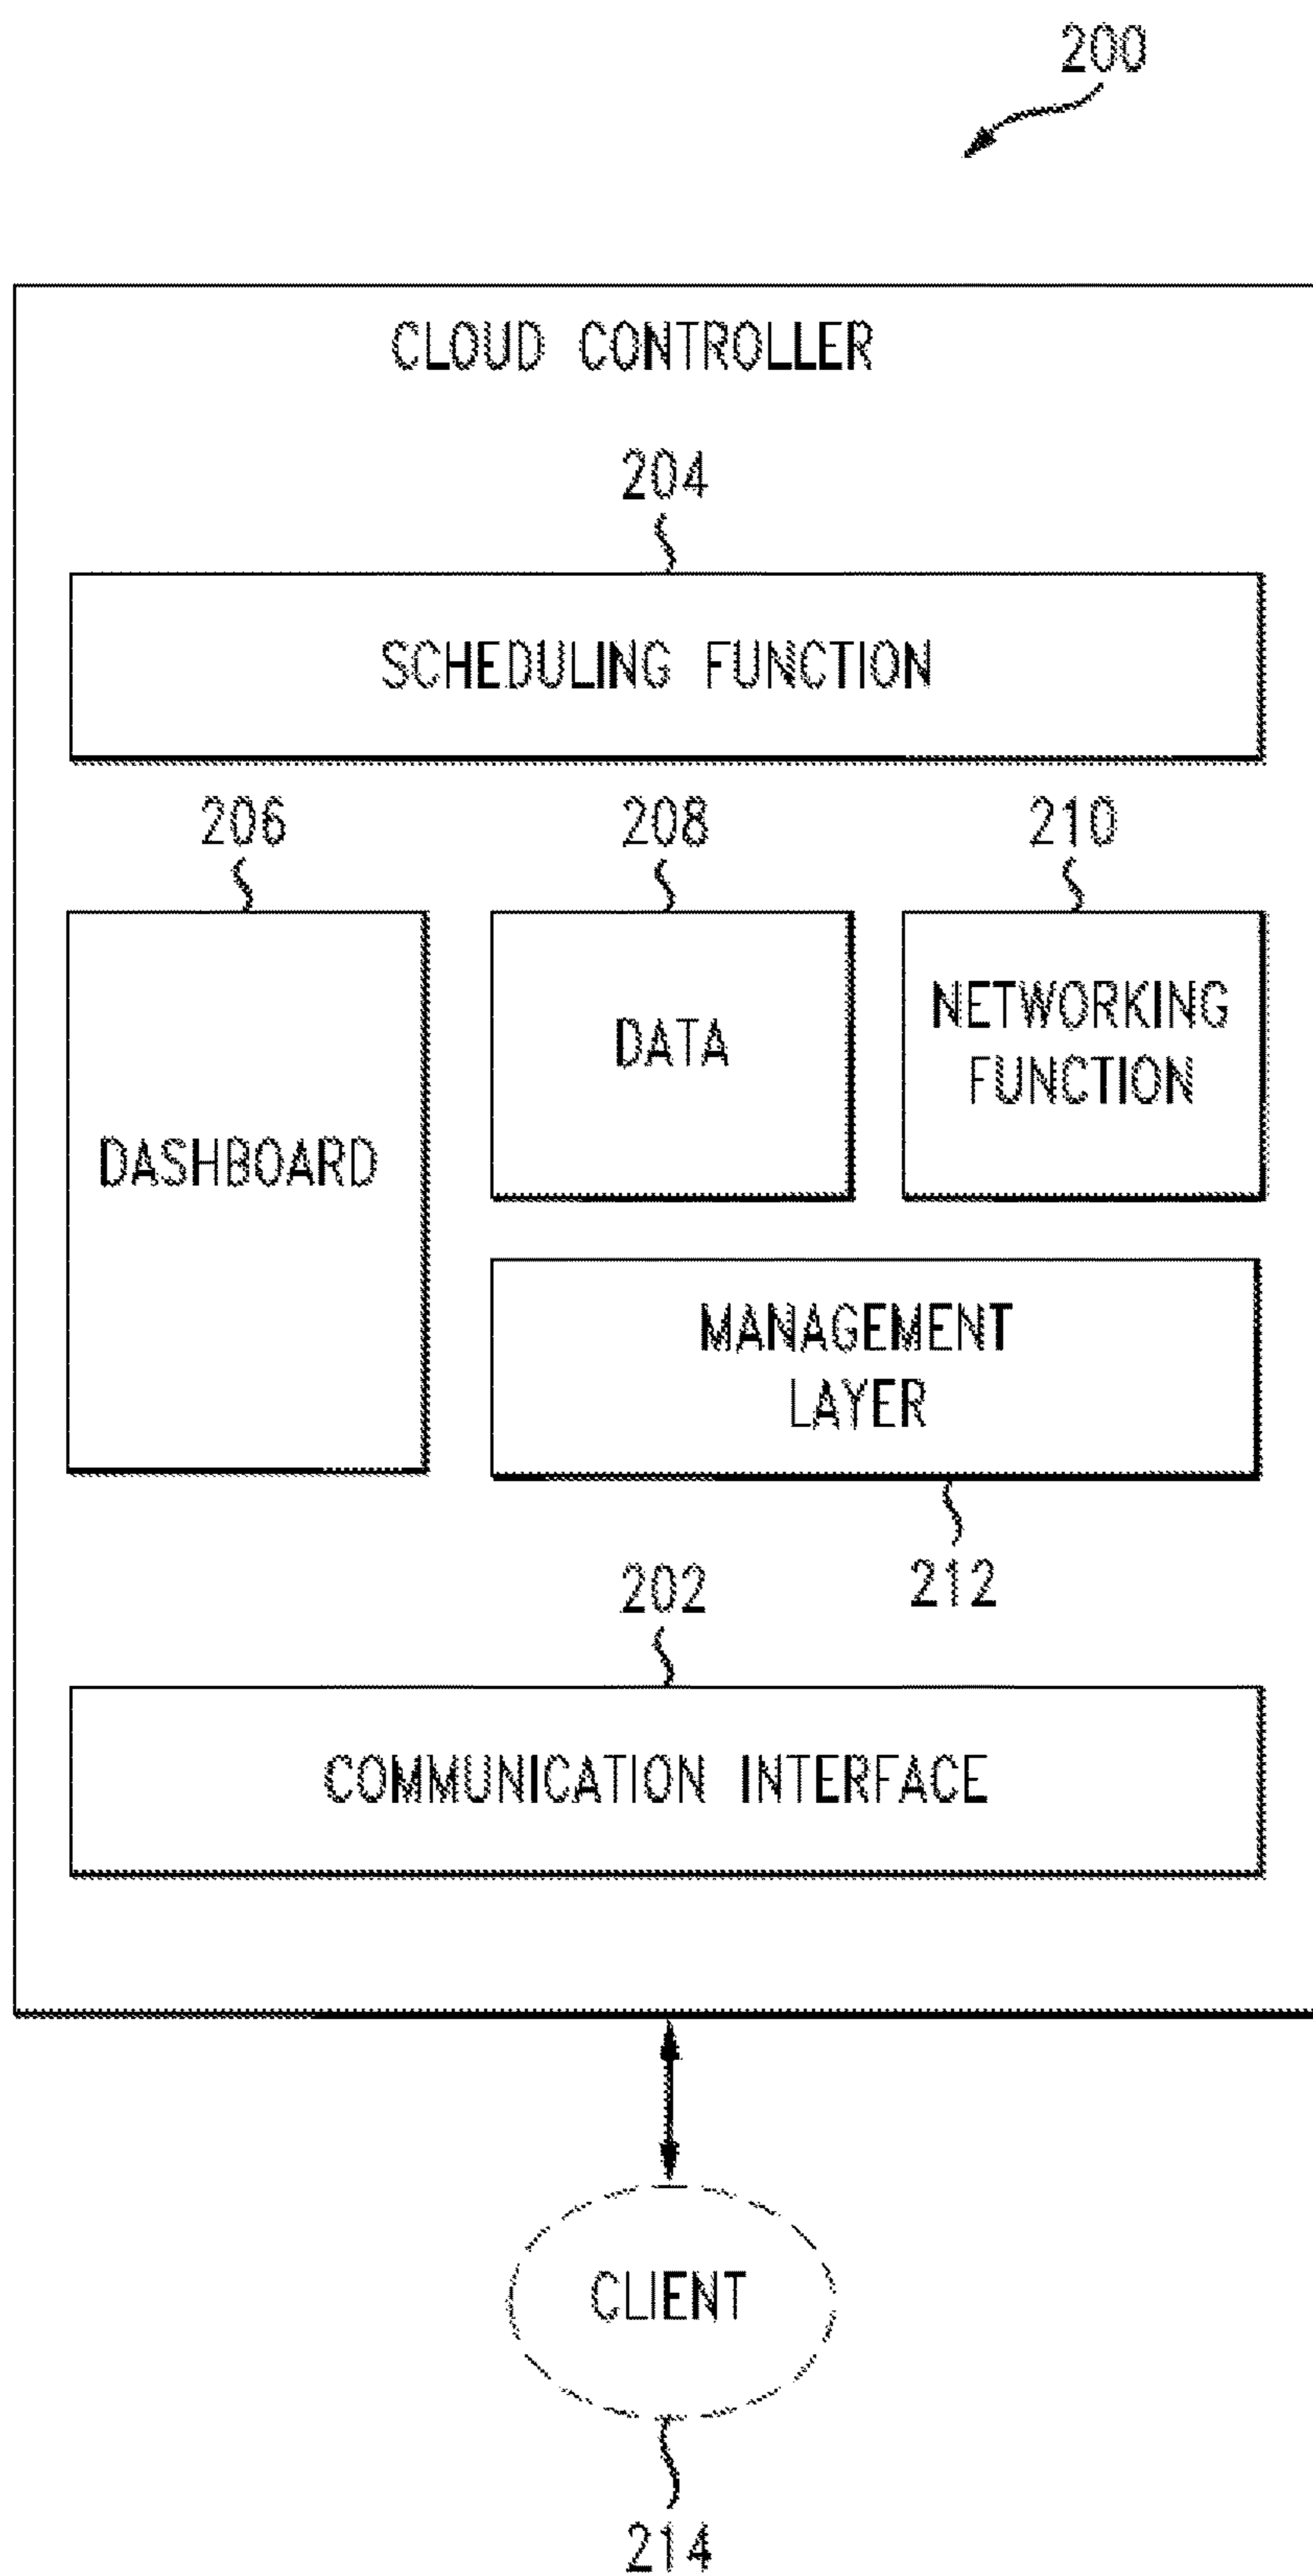 200
CLOUD CONTROLLER
204
SCHEDULING FUNCTION
206
208
210
DASHBOARD
DATA
NETWORKING
FUNCTION
MANAGEMENT
LAYER
212
202
COMMUNICATION INTERFACE
CLIENT
214